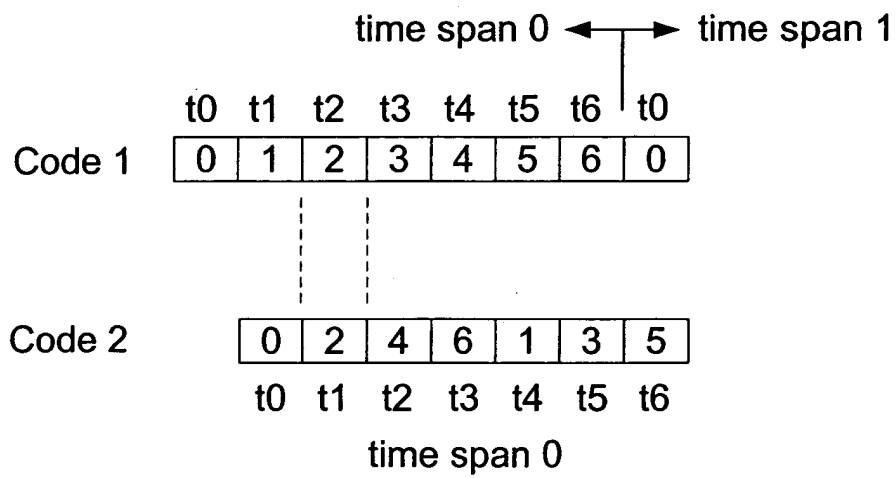 time span 0 time span 1
t0 t1 t2 t3 t4 t5 t6 t0
Code 1 0 1 2 3 4 5 6 0
Code 2 0 2 4 6 1 3 5
t0 t1 t2 t3 t4 t5 t6
time span 0